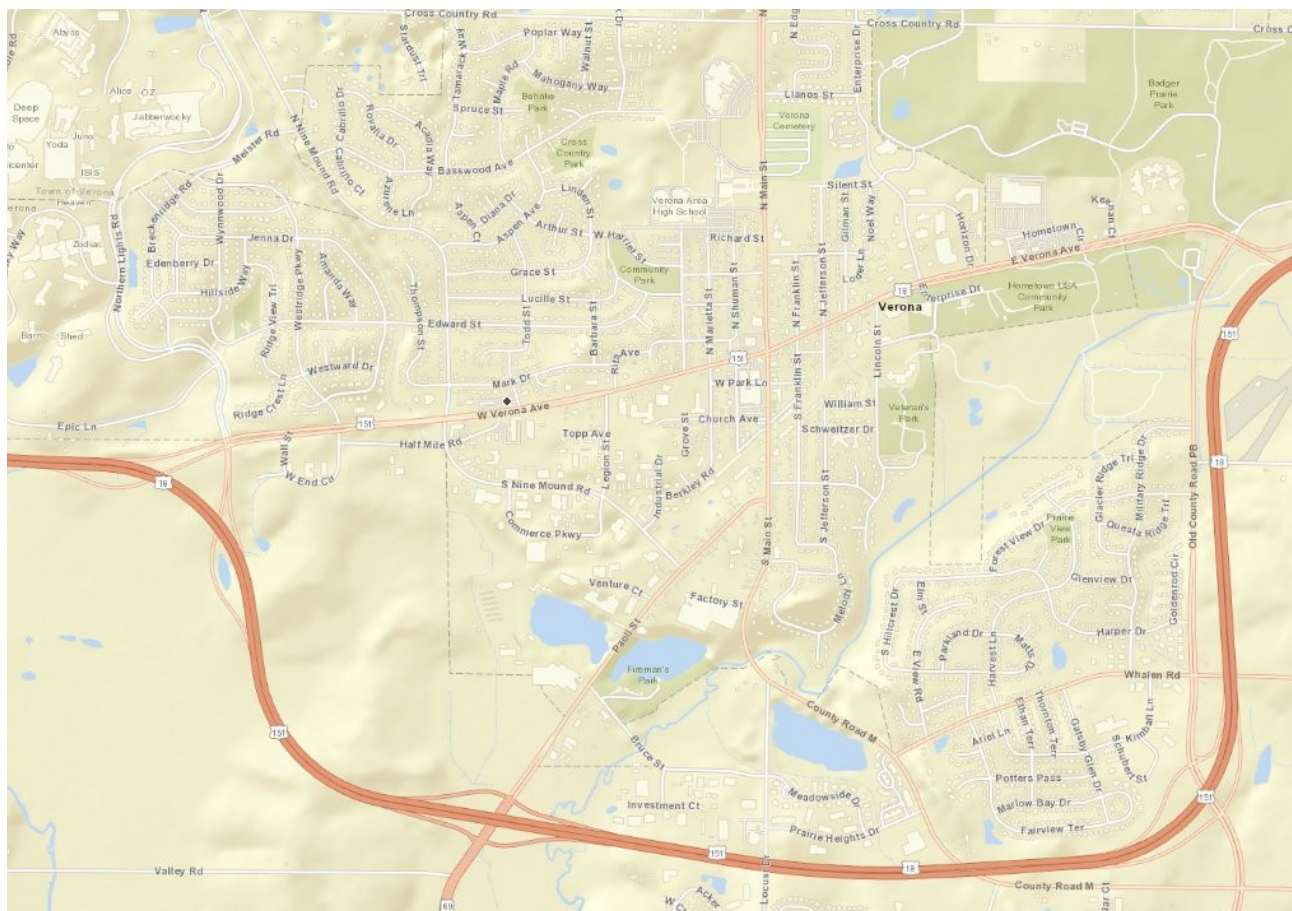 Cross Country Rd
Cross Country Rd
Abyss
Stardust Trl
Tamarack Way
Poplar Way
Walnut St
Maple Rd
Mahogany Way
Enterprise Dr
Badger
Prairie
Park
Deep
Space
Alice
OZ
Jabberwocky
Juno
Yoda
ISIS
Meister Rd
N Nine Mound Rd
Cabrillo Dr
Rovalia Dr
Acadia Way
Spruce St
Behnke
Park
Llanos St
Verona
Cemetery
Cross
Country
Park
Basswood Ave
Cabrillo Ct
Azurene Ln
Town of Verona
Heaven
Zodiac
Northern Lights Rd
Breckenridge Rd
Wynnwood Dr
Aspen Ct
Diana Dr
Aspen Ave
Linden St
Verona Area
High School
N Main St
Silent St
Gilman St
Noel Way
Horizon Dr
Keenan Ct
Hometown
Cir
E Verona Ave
Jenna Dr
Edenberry Dr
Hillside Way
Westridge Pkwy
Amanda Way
Arthur St
W Harriet St
Richard St
Grace St
Community
Park
Lucille St
Thompson St
Edward St
Todd St
Barbara St
N Marietta St
N Shuman St
N Franklin St
N Jefferson St
18
Enterprise Dr
Verona
Hometown USA
Community
Park
Lincoln St
151
Barn
Shed
Ridge View Trl
Westward Dr
Ridge Crest Ln
Mark Dr
Rita
Ave
151
W Verona Ave
W Park Ln
Church Ave
S Franklin St
William St
Schweitzer Dr
Veteran's
Park
Epic Ln
151
Wall St
Half Mile Rd
Topp Ave
Grove St
Legion St
Industrial Dr
Berkley Rd
18
W End Cir
S Nine Mound Rd
Commerce Pkwy
S Main St
S Jefferson St
Glacier Ridge Trl
Military Ridge Dr
Questa Ridge Trl
Old County Road PB
18
Prairie
View
Park
Forest View Dr
Glenview Dr
Goldenrod Cir
Venture Ct
Factory St
Melody Ln
S Hillcrest Dr
Elm St
Harper Dr
Paoli St
Fireman's
Park
Parkland Dr
Harvest Ln
Matts Dr
E View Rd
Whalen Rd
151
Bruce St
County Road M
Ariel Ln
Ethan Terr
Thornton Terr
Gatsby Glen Dr
Schubert St
Kimball Ln
Potters Pass
Investment Ct
Meadowside Dr
Marlow Bay Dr
151
Prairie Heights Dr
Fairview Ter
151
18
Valley Rd
69
Locust Dr
County Road M